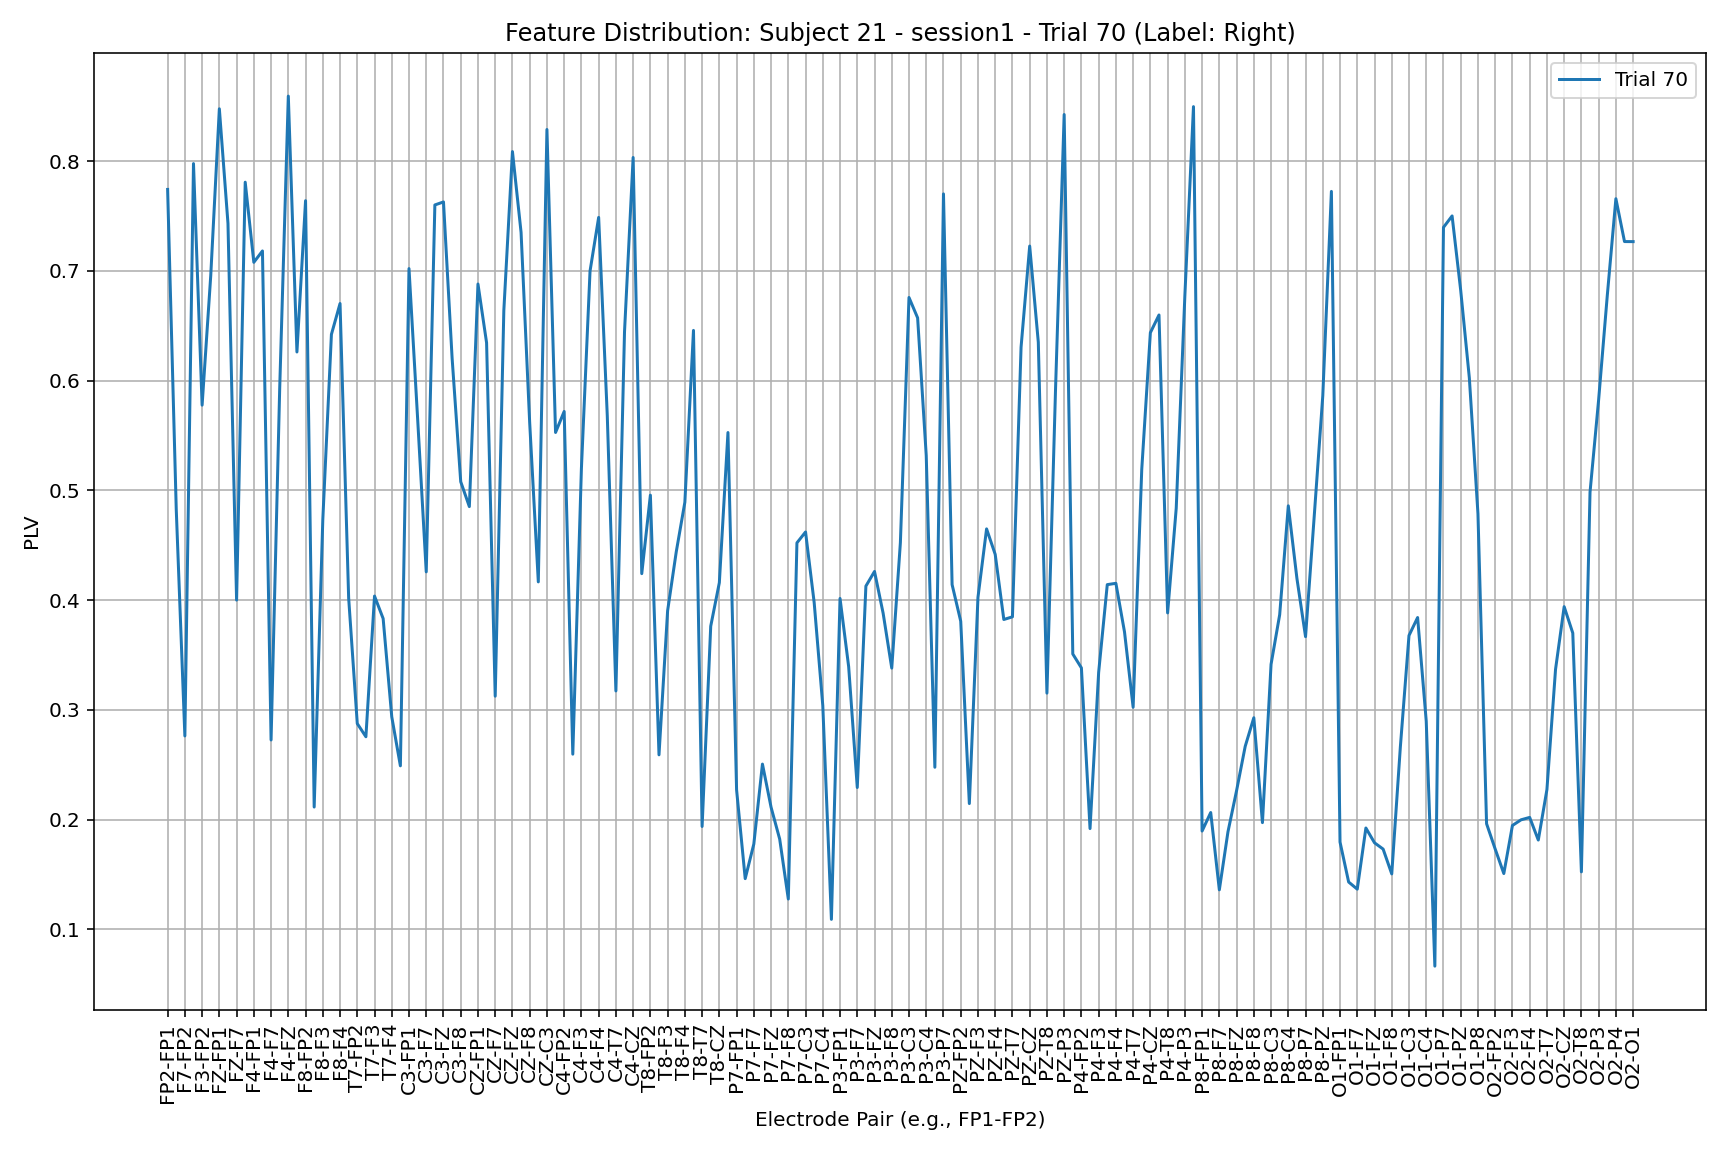 Feature Distribution: Subject 21 - session1 - Trial 70 (Label: Right)
Trial 70
PLV
0.8
0.7
0.6
0.5
0.4
0.3
0.2
0.1
FP2-FP1
F7-FP2
F3-FP2
FZ-FP1
FZ-F7
F4-FP1
F4-F7
F4-FZ
F8-FP2
F8-F3
F8-F4
T7-FP2
T7-F3
T7-F4
C3-FP1
C3-F7
C3-FZ
C3-F8
CZ-FP1
CZ-F7
CZ-FZ
CZ-F8
CZ-C3
C4-FP2
C4-F3
C4-F4
C4-T7
C4-CZ
T8-FP2
T8-F3
T8-F4
T8-T7
T8-CZ
P7-FP1
P7-F7
P7-FZ
P7-F8
P7-C3
P7-C4
P3-FP1
P3-F7
P3-FZ
P3-F8
P3-C3
P3-C4
P3-P7
PZ-FP2
PZ-F3
PZ-F4
PZ-T7
PZ-CZ
PZ-T8
PZ-P3
P4-FP2
P4-F3
P4-F4
P4-T7
P4-CZ
P4-T8
P4-P3
P8-FP1
P8-F7
P8-FZ
P8-F8
P8-C3
P8-C4
P8-P7
P8-PZ
O1-FP1
O1-F7
O1-FZ
O1-F8
O1-C3
O1-C4
O1-P7
O1-PZ
O1-P8
O2-FP2
O2-F3
O2-F4
O2-T7
O2-CZ
O2-T8
O2-P3
O2-P4
O2-O1
Electrode Pair (e.g., FP1-FP2)